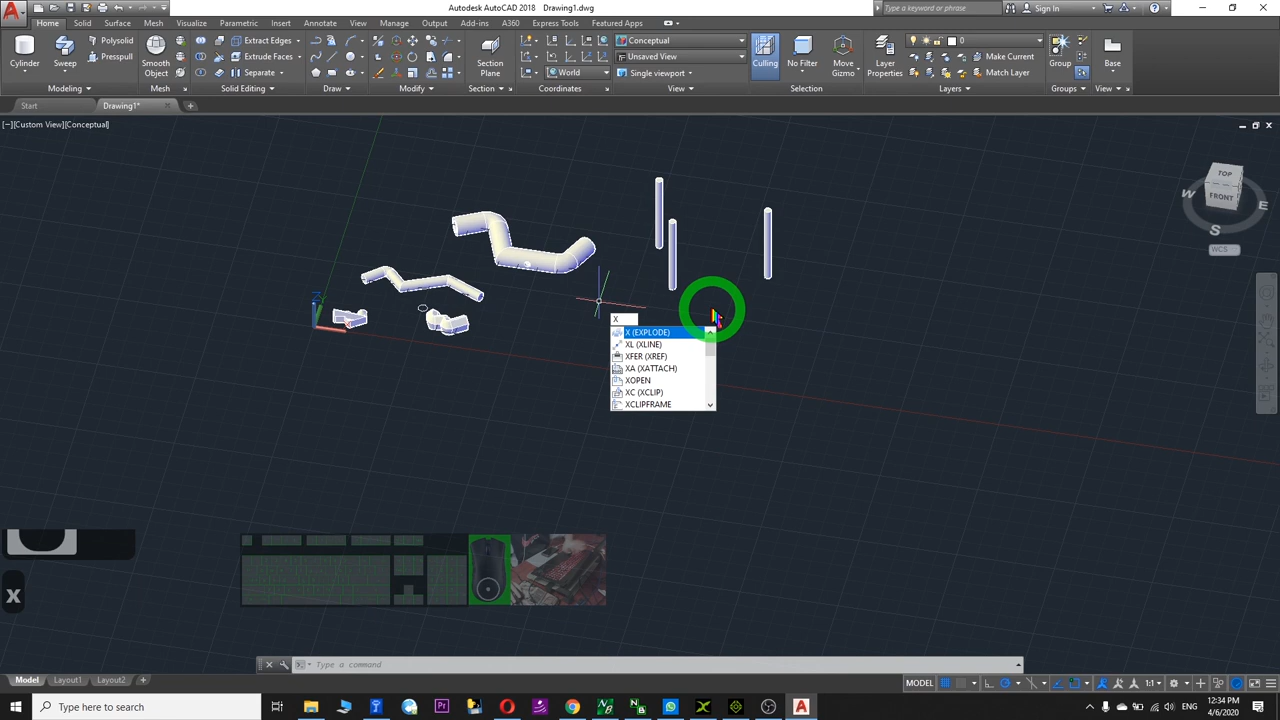 Autodesk AutoCAD 2018 Drawing1.dwg
Type a keyword or phrase
Sign In
Home Solid Surface Mesh Visualize Parametric Insert Annotate View Manage Output Add-ins A360 Express Tools Featured Apps
Polysolid
Presspull
Extract Edges
Extrude Faces
Separate
Conceptual
Unsaved View
World
Single viewport
0
Make Current
Match Layer
Cylinder
Sweep
Smooth Object
Section Plane
Culling
No Filter
Move Gizmo
Layer Properties
Group
Base
Modeling
Mesh
Solid Editing
Draw
Modify
Section
Coordinates
View
Selection
Layers
Groups
View
Start
Drawing1*
[−][Custom View][Conceptual]
TOP
FRONT
W
E
S
WCS
Z
X
X (EXPLODE)
XL (XLINE)
XFER (XREF)
XA (XATTACH)
XOPEN
XC (XCLIP)
XCLIPFRAME
x
Type a command
Model
Layout1
Layout2
MODEL
1:1
Type here to search
12:34 PM
4/6/2020